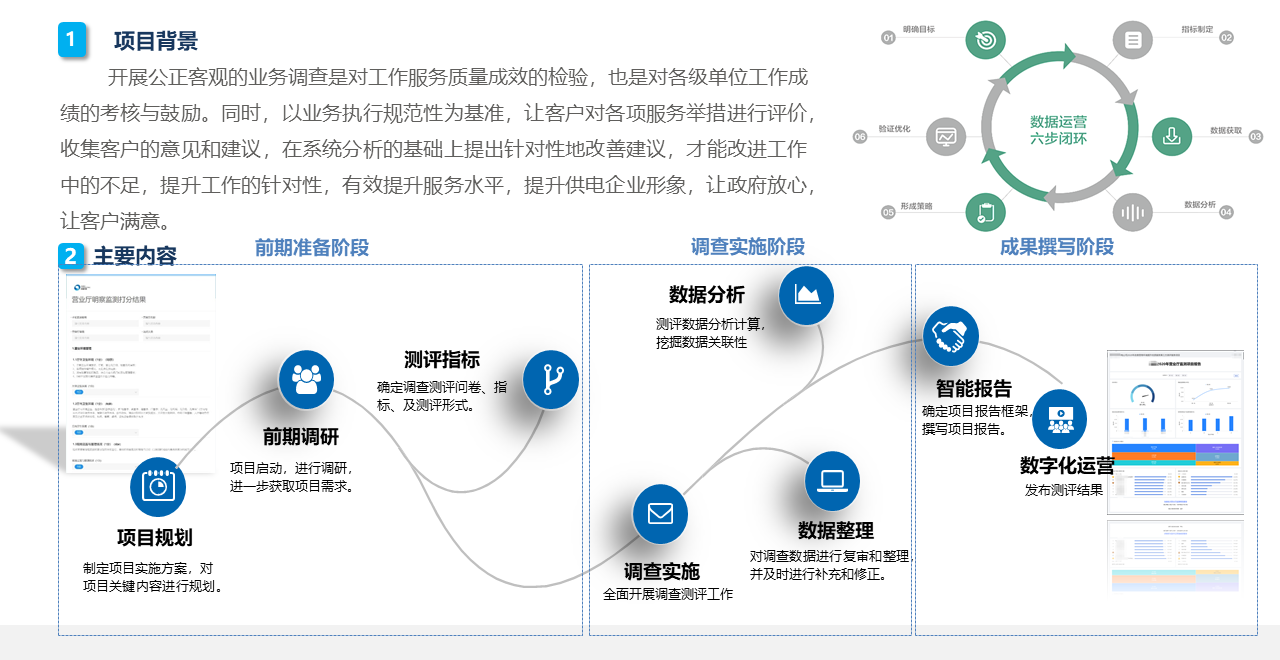 1 项目背景
开展公正客观的业务调查是对工作服务质量成效的检验，也是对各级单位工作成
绩的考核与鼓励。同时，以业务执行规范性为基准，让客户对各项服务举措进行评价，
收集客户的意见和建议，在系统分析的基础上提出针对性地改善建议，才能改进工作
中的不足，提升工作的针对性，有效提升服务水平，提升供电企业形象，让政府放心，
让客户满意。
01 明确目标
指标制定 02
数据获取 03
数据分析 04
05 形成策略
06 验证优化
数据运营
六步闭环
2 主要内容
前期准备阶段
营业厅明察监测打分结果
项目规划
制定项目实施方案，对
项目关键内容进行规划。
前期调研
项目启动，进行调研，
进一步获取项目需求。
测评指标
确定调查测评问卷、指
标、及测评形式。
调查实施阶段
调查实施
全面开展调查测评工作
数据整理
对调查数据进行复审和整理，
并及时进行补充和修正。
数据分析
测评数据分析计算，
挖掘数据关联性
成果撰写阶段
智能报告
确定项目报告框架，
撰写项目报告。
数字化运营
发布测评结果